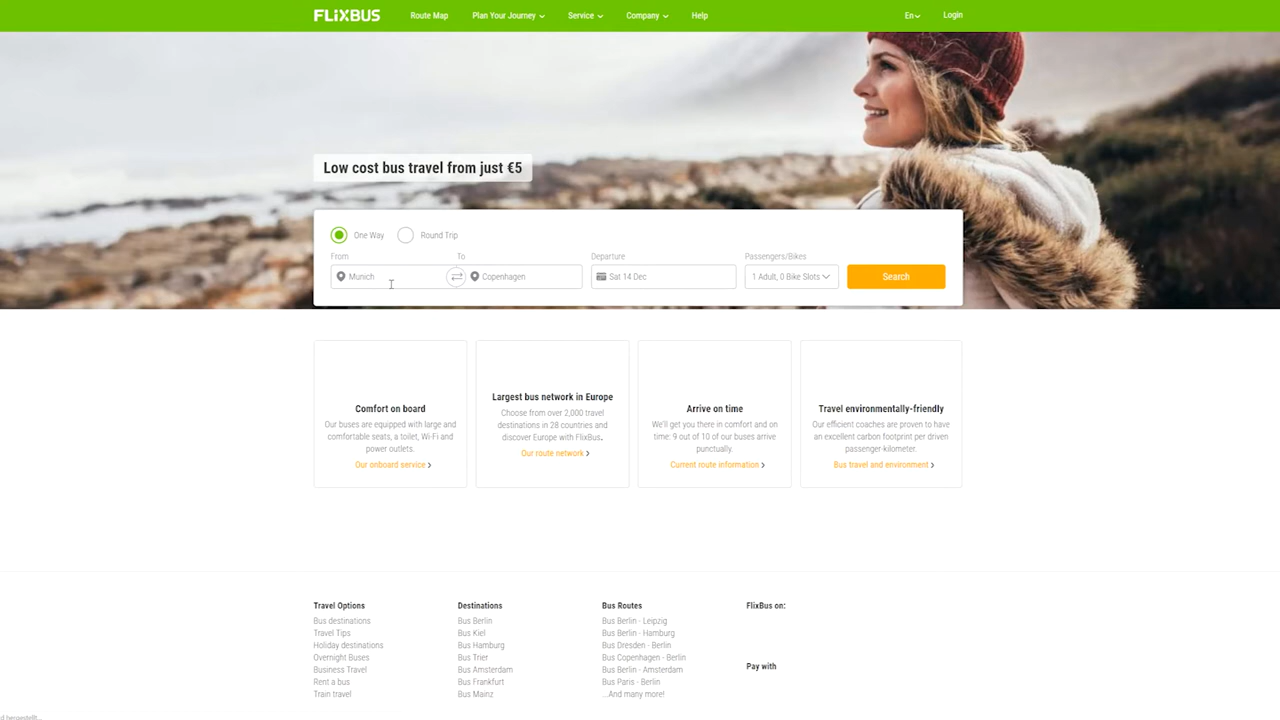 FLiXBUS Route Map Plan Your Journey Service Company Help En Login
Low cost bus travel from just €5
One Way Round Trip
From To Departure Passengers/Bikes
Munich Copenhagen Sat 14 Dec 1 Adult, 0 Bike Slots Search
Comfort on board
Our buses are equipped with large and
comfortable seats, a toilet, Wi-Fi and
power outlets.
Our onboard service
Largest bus network in Europe
Choose from over 2,000 travel
destinations in 28 countries and
discover Europe with FlixBus.
Our route network
Arrive on time
We'll get you there in comfort and on
time: 9 out of 10 of our buses arrive
punctually.
Current route information
Travel environmentally-friendly
Our efficient coaches are proven to have
an excellent carbon footprint per driven
passenger-kilometer.
Bus travel and environment
Travel Options
Bus destinations
Travel Tips
Holiday destinations
Overnight Buses
Business Travel
Rent a bus
Train travel
Destinations
Bus Berlin
Bus Kiel
Bus Hamburg
Bus Trier
Bus Amsterdam
Bus Frankfurt
Bus Mainz
Bus Routes
Bus Berlin - Leipzig
Bus Berlin - Hamburg
Bus Dresden - Berlin
Bus Copenhagen - Berlin
Bus Berlin - Amsterdam
Bus Paris - Berlin
...And many more!
FlixBus on:
Pay with